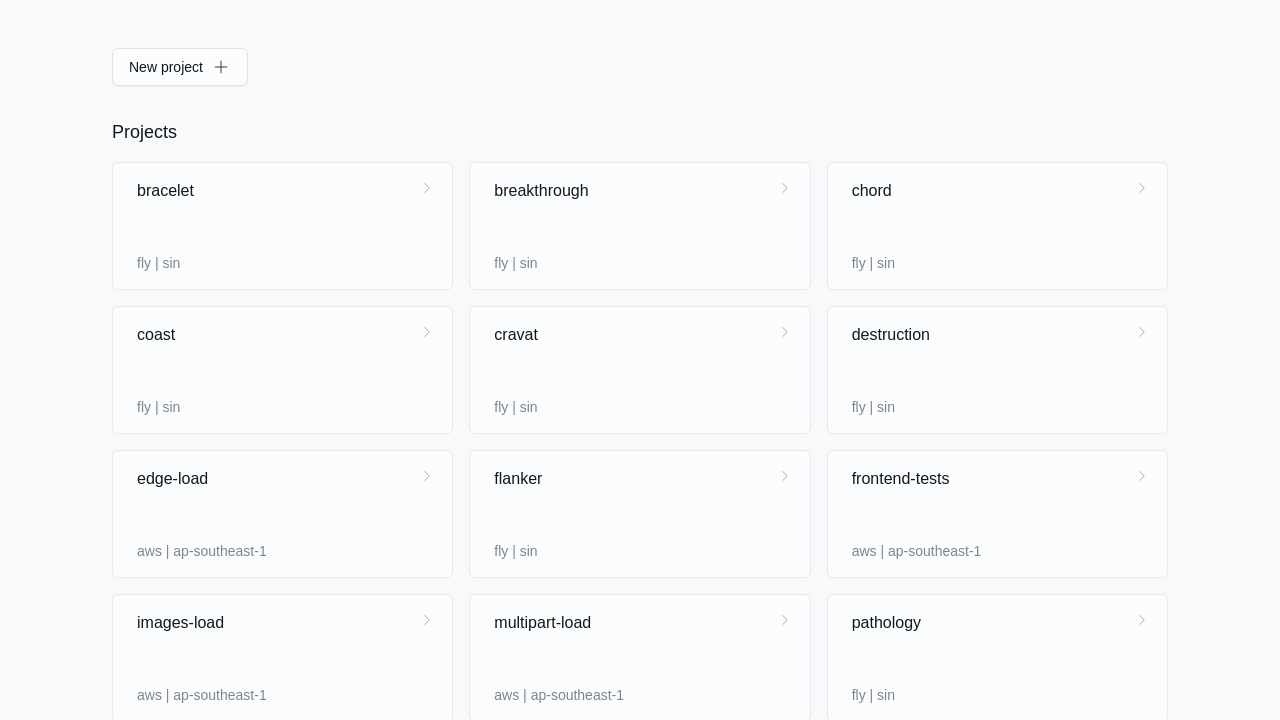 New project
Projects
bracelet
fly | sin
breakthrough
fly | sin
chord
fly | sin
coast
fly | sin
cravat
fly | sin
destruction
fly | sin
edge-load
aws | ap-southeast-1
flanker
fly | sin
frontend-tests
aws | ap-southeast-1
images-load
aws | ap-southeast-1
multipart-load
aws | ap-southeast-1
pathology
fly | sin